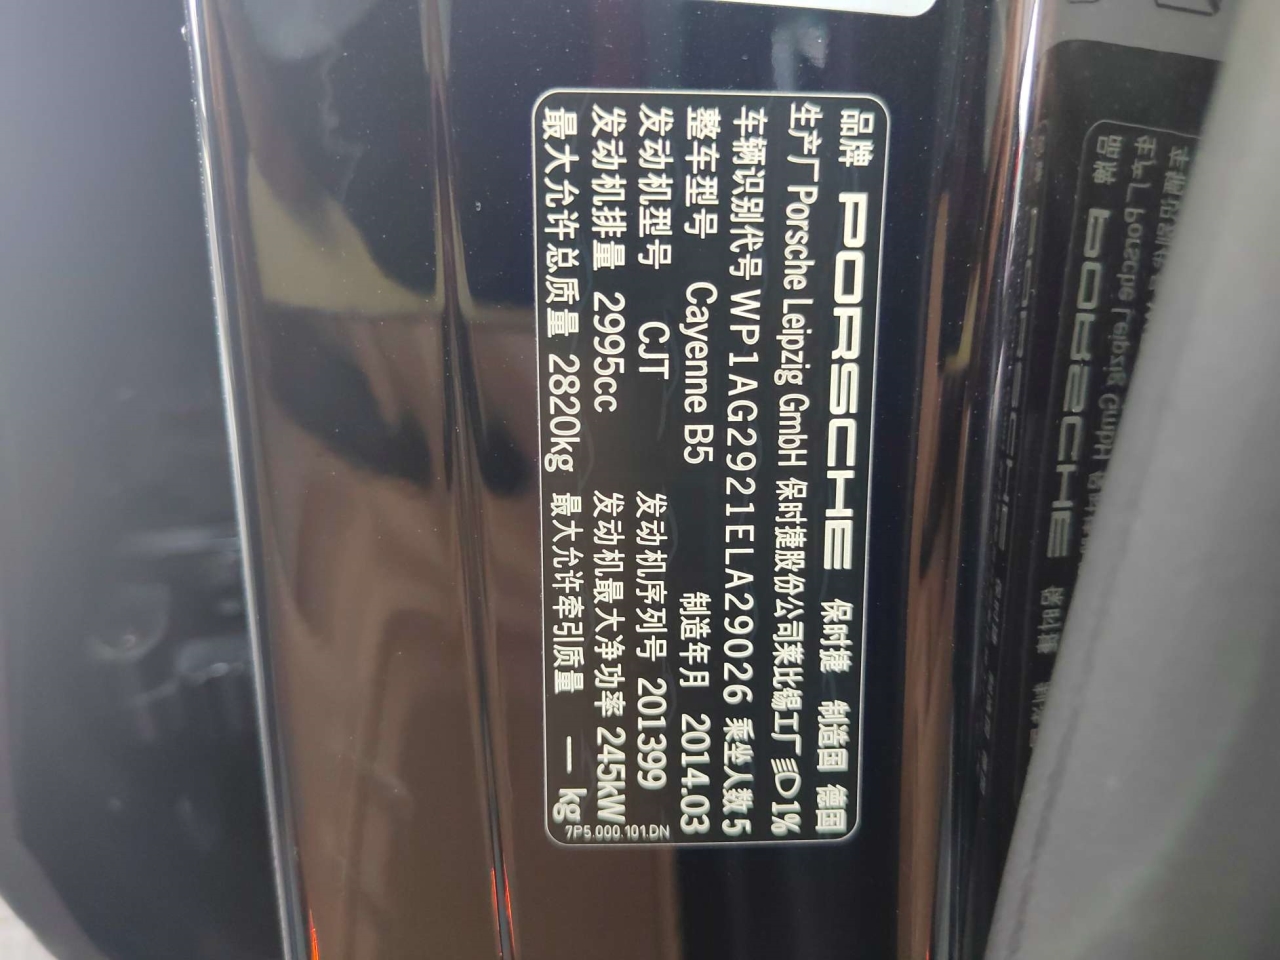 品牌 PORSCHE 保时捷 制造国 德国
生产厂 Porsche Leipzig GmbH 保时捷股份公司莱比锡工厂 1%
车辆识别代号 WP1AG2921ELA29026 乘坐人数 5
整车型号 Cayenne B5 制造年月 2014.03
发动机型号 CJT 发动机序列号 201399
发动机排量 2995cc 发动机最大净功率 245kW
最大允许总质量 2820kg 最大允许牵引质量 — kg
7P5.000.101.DN